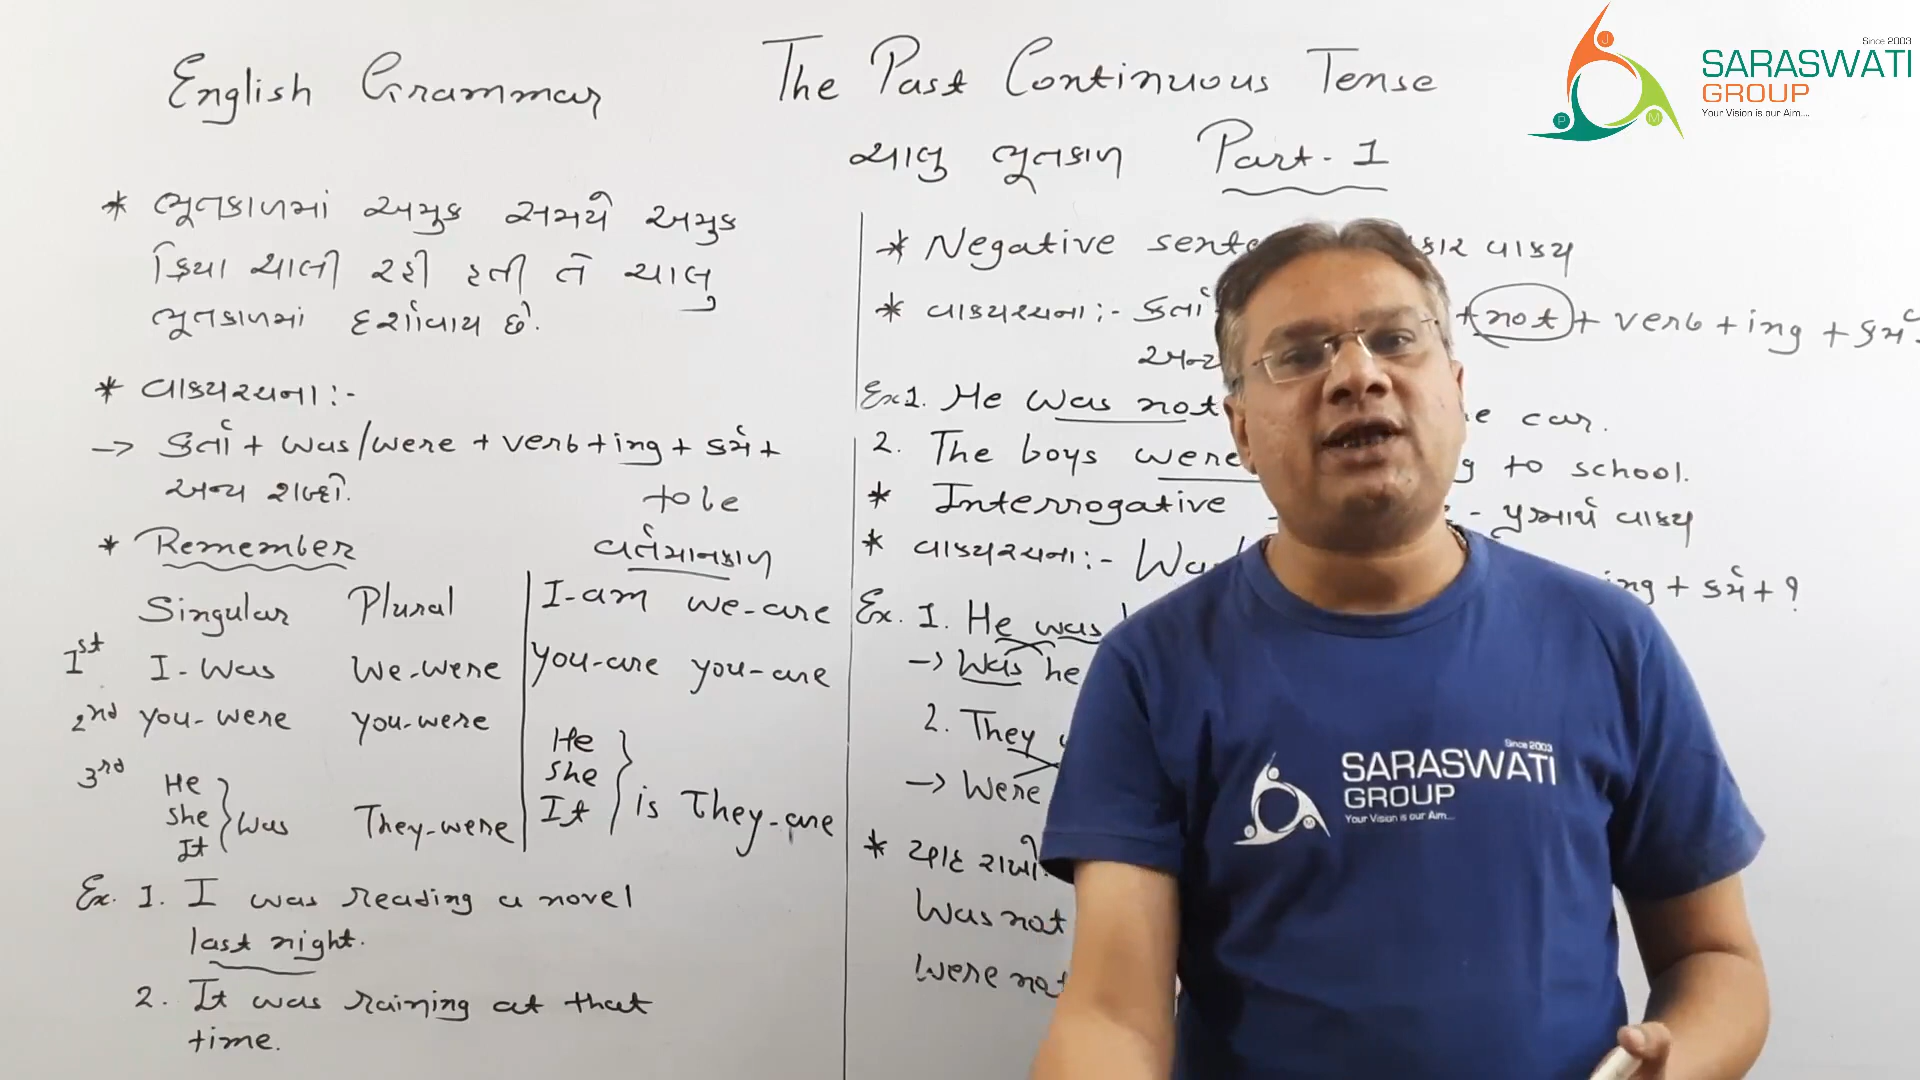 English Grammar
The Past Continuous Tense
ચાલુ ભૂતકાળ Part-1
* ભૂતકાળમાં અમુક સમયે અમુક
ક્રિયા ચાલી રહી હતી તે ચાલુ
ભૂતકાળમાં દર્શાવાય છે.
* વાક્યરચના:-
-> કર્તા + was/were + verb + ing + કર્મ +
અન્ય શબ્દો.
* Remember
Singular Plural
1st I-was We-were
2nd you-were you-were
3rd He
she
It } was They-were
to be
વર્તમાનકાળ
I-am we-are
you-are you-are
He
she
It } is They-are
Ex. 1. I was reading a novel
last night.
2. It was raining at that
time.
* Negative વાક્ય
* વાક્યરચના:- કર્તા + not + verb + ing + કર્મ
Ex 1. He was not car.
2. The boys were to school.
* Interrogative - પ્રશ્નાર્થ વાક્ય
* વાક્યરચના:- ing + કર્મ + ?
Ex. 1. He was
-> Was he
2. They
-> Were
* યાદ રાખો
Was not
Were not
Since 2003
SARASWATI
GROUP
Your Vision is our Aim....
J
P
M
Since 2003
SARASWATI
GROUP
Your Vision is our Aim...